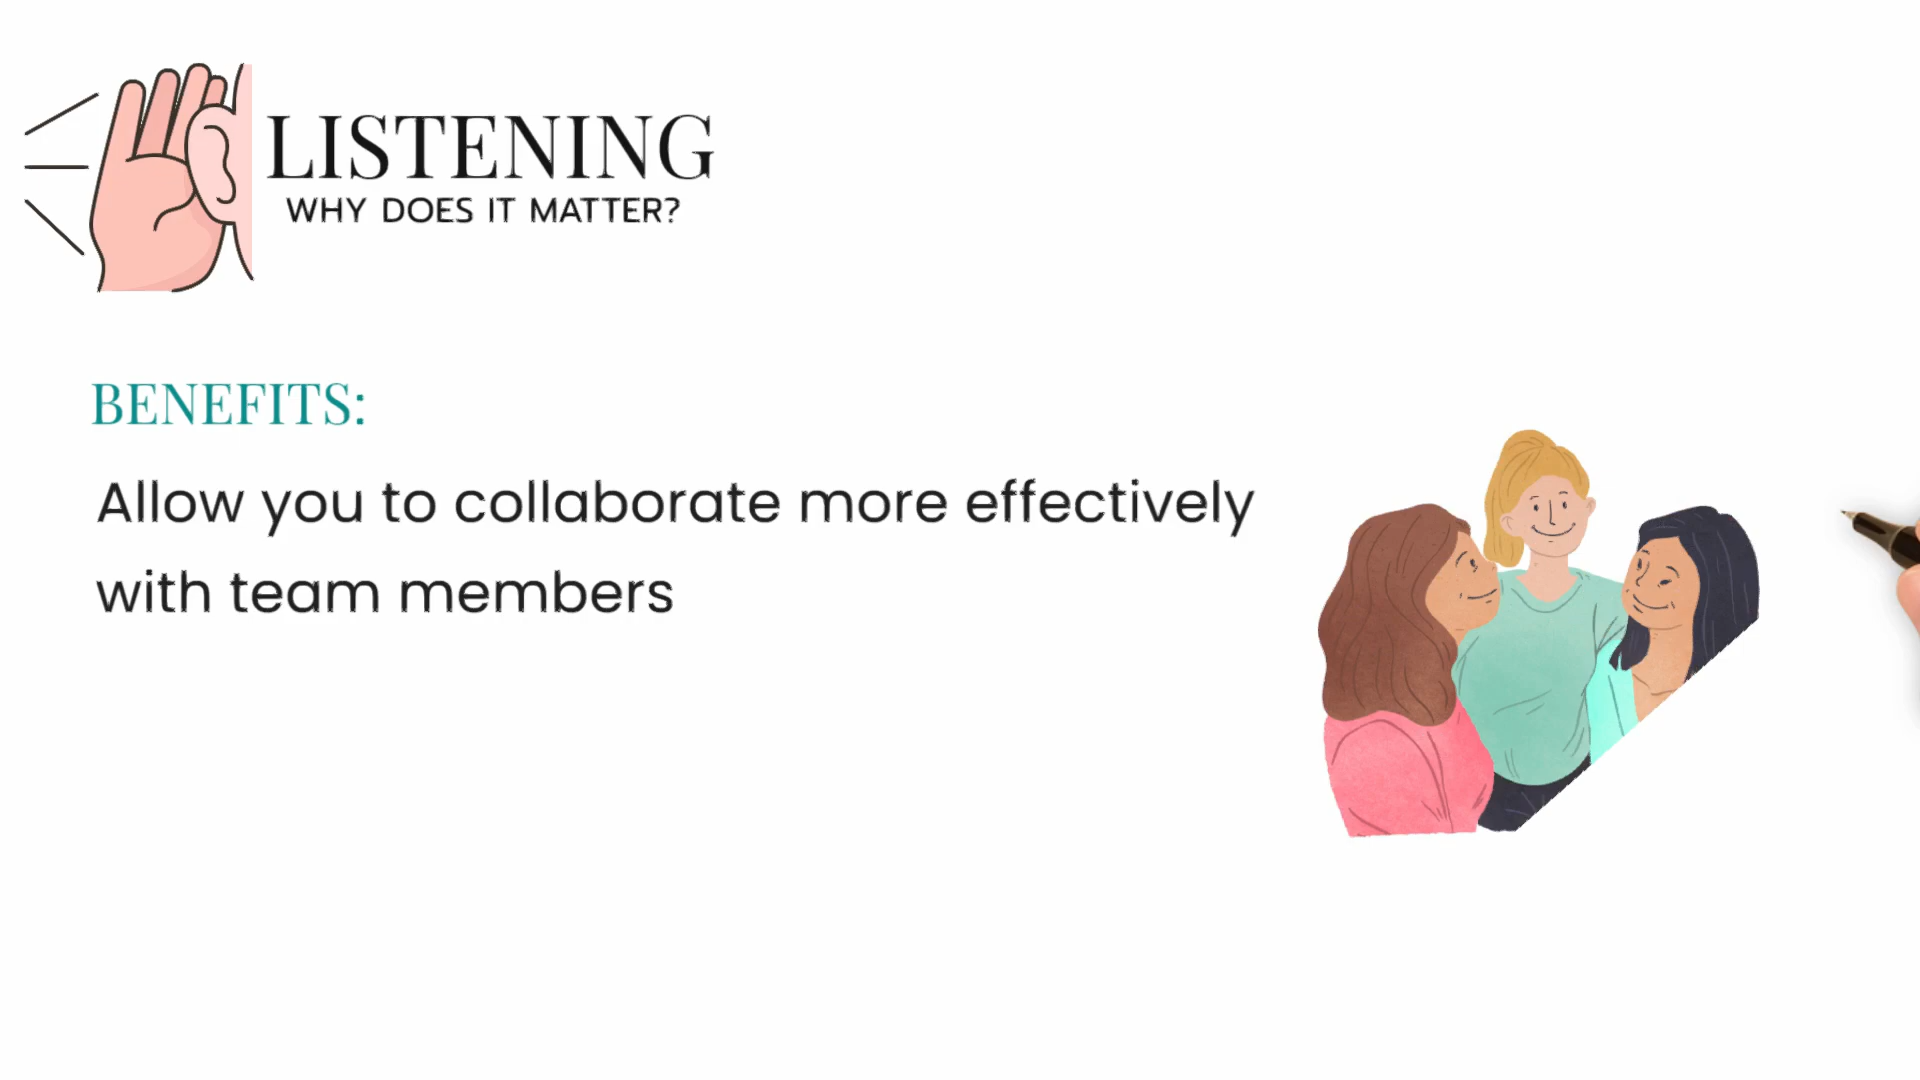 LISTENING
WHY DOES IT MATTER?
BENEFITS:
Allow you to collaborate more effectively
with team members